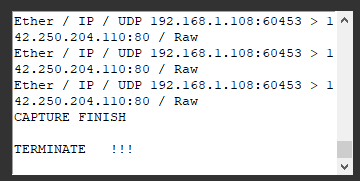 Ether / IP / UDP 192.168.1.108:60453 > 1
42.250.204.110:80 / Raw
Ether / IP / UDP 192.168.1.108:60453 > 1
42.250.204.110:80 / Raw
Ether / IP / UDP 192.168.1.108:60453 > 1
42.250.204.110:80 / Raw
CAPTURE FINISH

TERMINATE   !!!